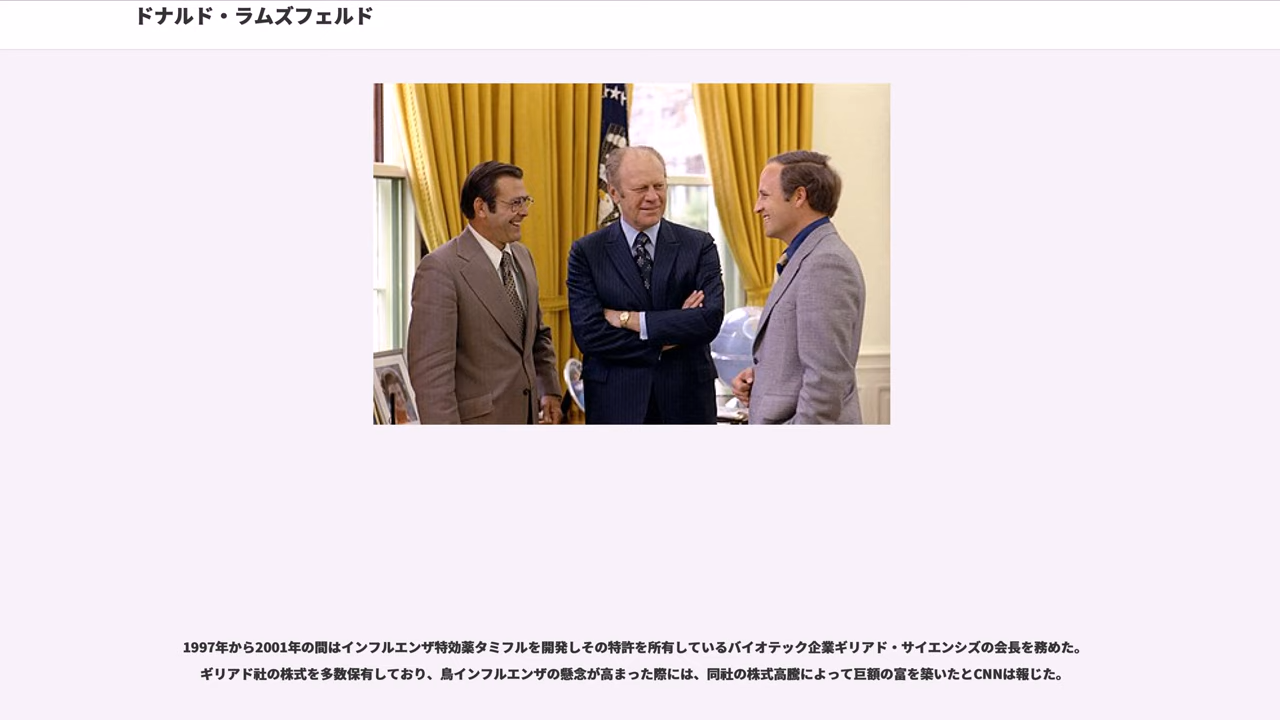 ドナルド・ラムズフェルド
1997年から2001年の間はインフルエンザ特効薬タミフルを開発しその特許を所有しているバイオテック企業ギリアド・サイエンシズの会長を務めた。
ギリアド社の株式を多数保有しており、鳥インフルエンザの懸念が高まった際には、同社の株式高騰によって巨額の富を築いたとCNNは報じた。